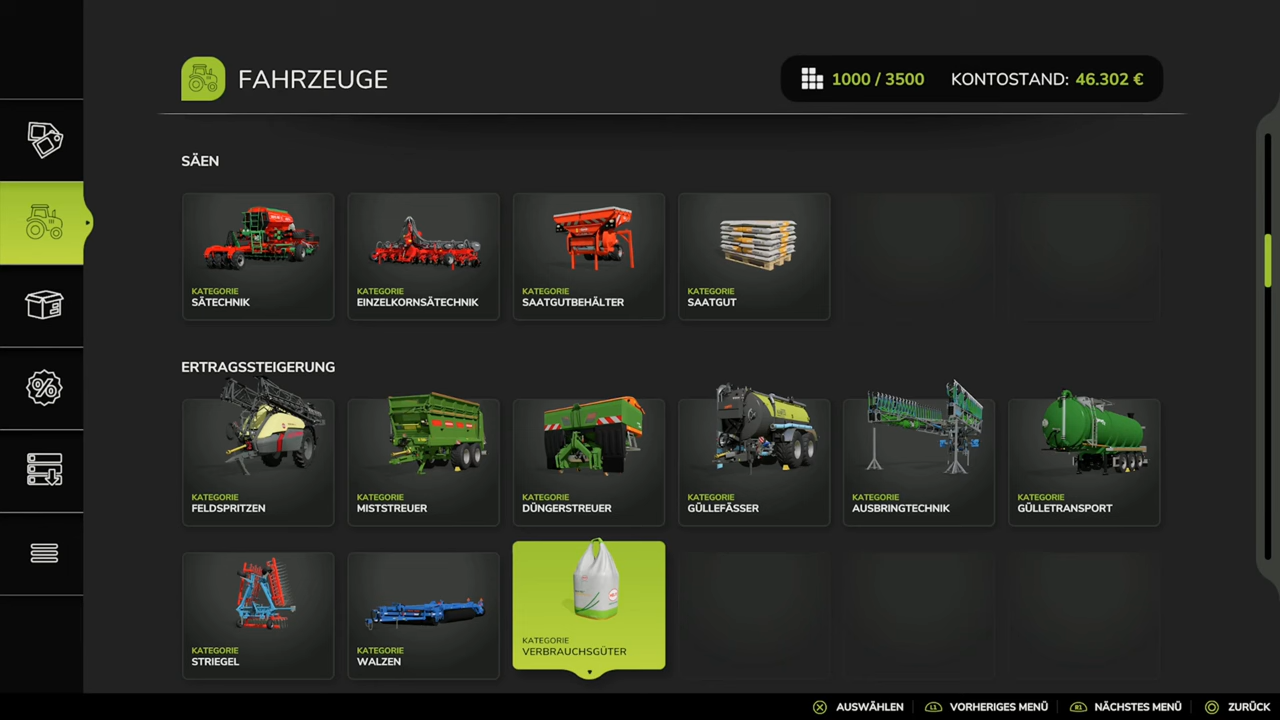 FAHRZEUGE
1000 / 3500 KONTOSTAND: 46.302 €
SÄEN
KATEGORIE
SÄTECHNIK
KATEGORIE
EINZELKORNSÄTECHNIK
KATEGORIE
SAATGUTBEHÄLTER
KATEGORIE
SAATGUT
ERTRAGSSTEIGERUNG
KATEGORIE
FELDSPRITZEN
KATEGORIE
MISTSTREUER
KATEGORIE
DÜNGERSTREUER
KATEGORIE
GÜLLEFÄSSER
KATEGORIE
AUSBRINGTECHNIK
KATEGORIE
GÜLLETRANSPORT
KATEGORIE
STRIEGEL
KATEGORIE
WALZEN
KATEGORIE
VERBRAUCHSGÜTER
AUSWÄHLEN L1 VORHERIGES MENÜ R1 NÄCHSTES MENÜ ZURÜCK